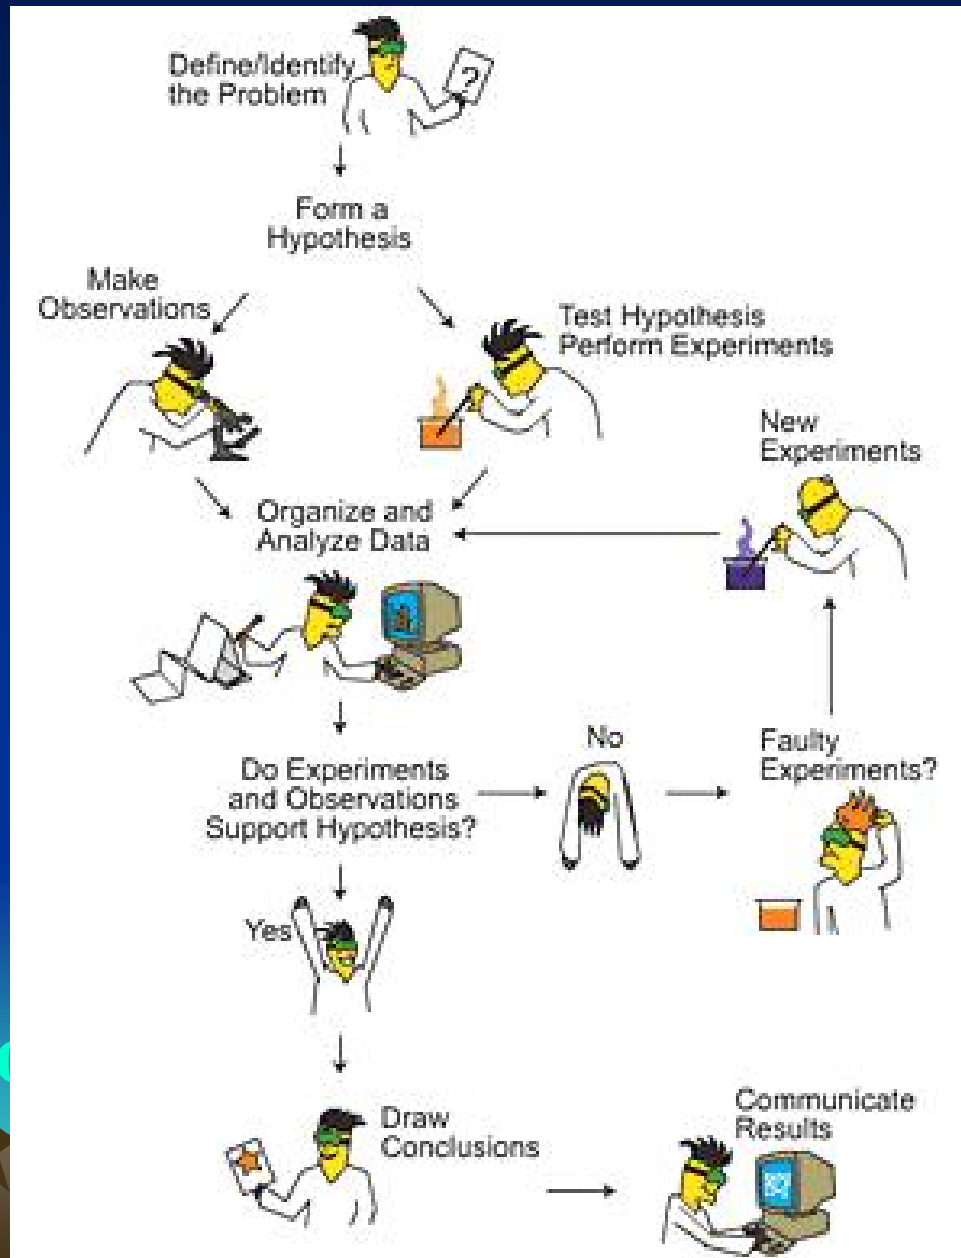 Define/Identify
the Problem
?
Form a
Hypothesis
Make
Observations
Test Hypothesis
Perform Experiments
New
Experiments
Organize and
Analyze Data
Do Experiments
and Observations
Support Hypothesis?
No
Faulty
Experiments?
Yes
Draw
Conclusions
Communicate
Results